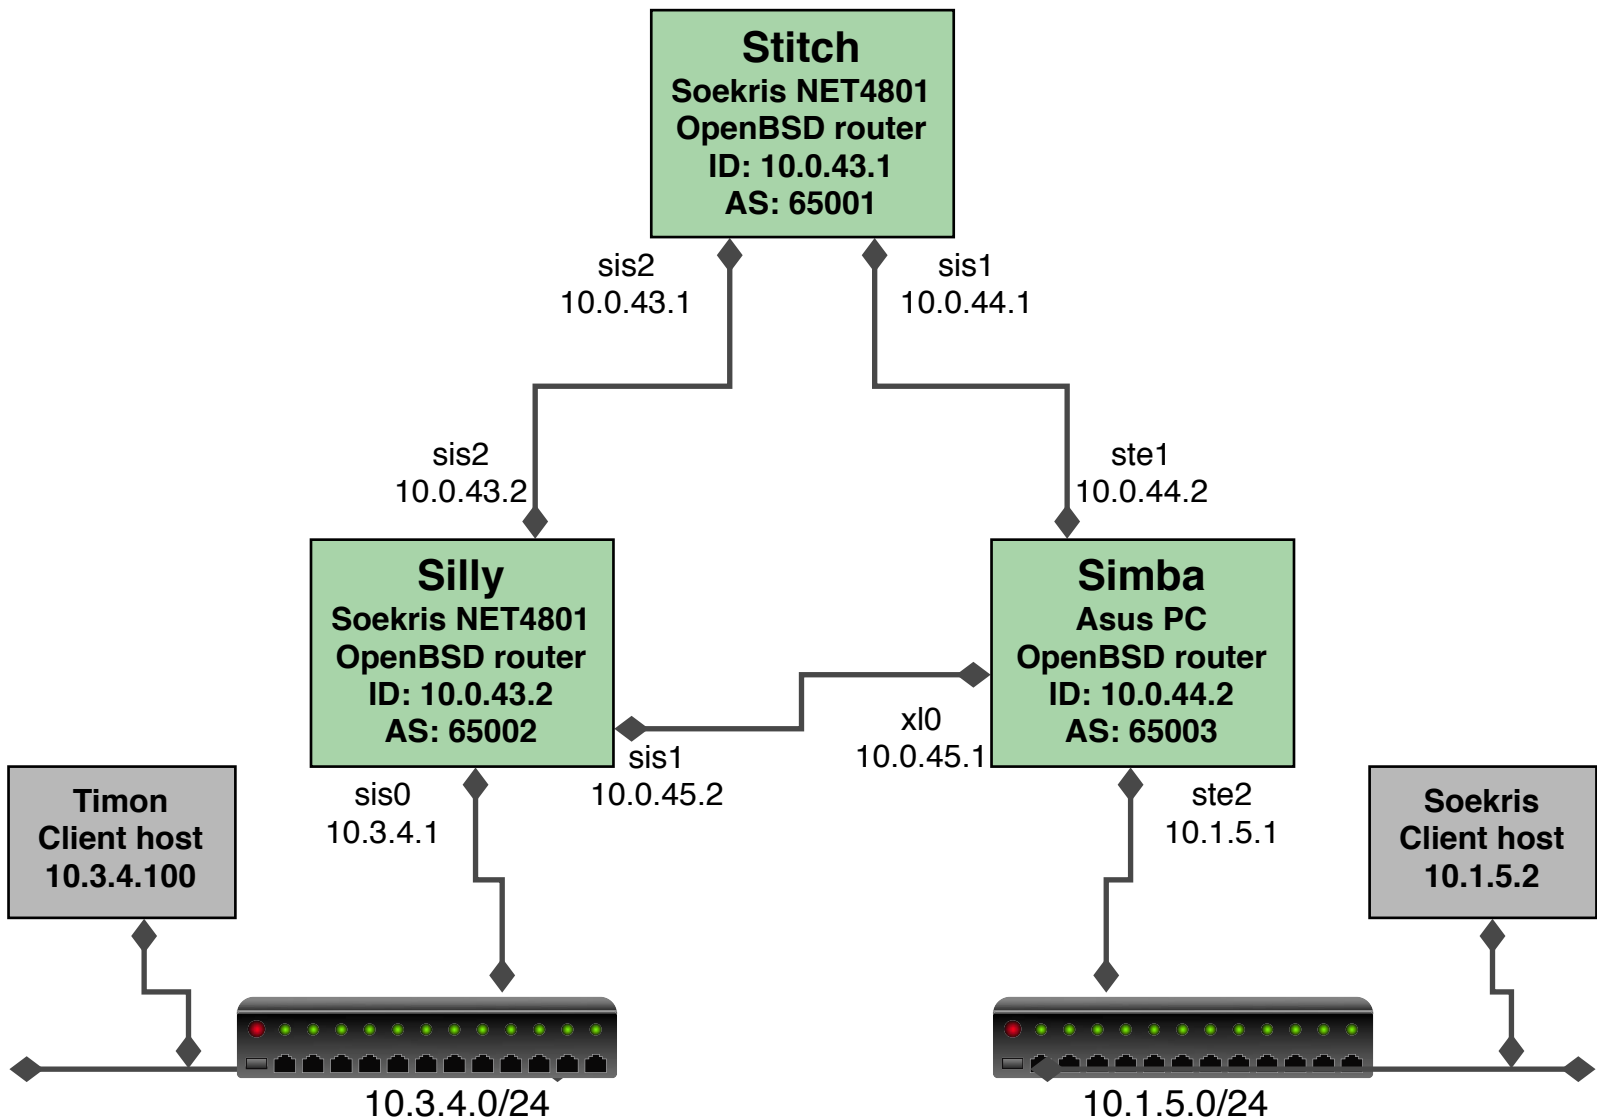 Stitch
Soekris NET4801
OpenBSD router
ID: 10.0.43.1
AS: 65001
sis2
10.0.43.1
sis1
10.0.44.1
sis2
10.0.43.2
ste1
10.0.44.2
Silly
Soekris NET4801
OpenBSD router
ID: 10.0.43.2
AS: 65002
Simba
Asus PC
OpenBSD router
ID: 10.0.44.2
AS: 65003
xl0
10.0.45.1
sis1
10.0.45.2
sis0
10.3.4.1
ste2
10.1.5.1
Timon
Client host
10.3.4.100
Soekris
Client host
10.1.5.2
10.3.4.0/24
10.1.5.0/24